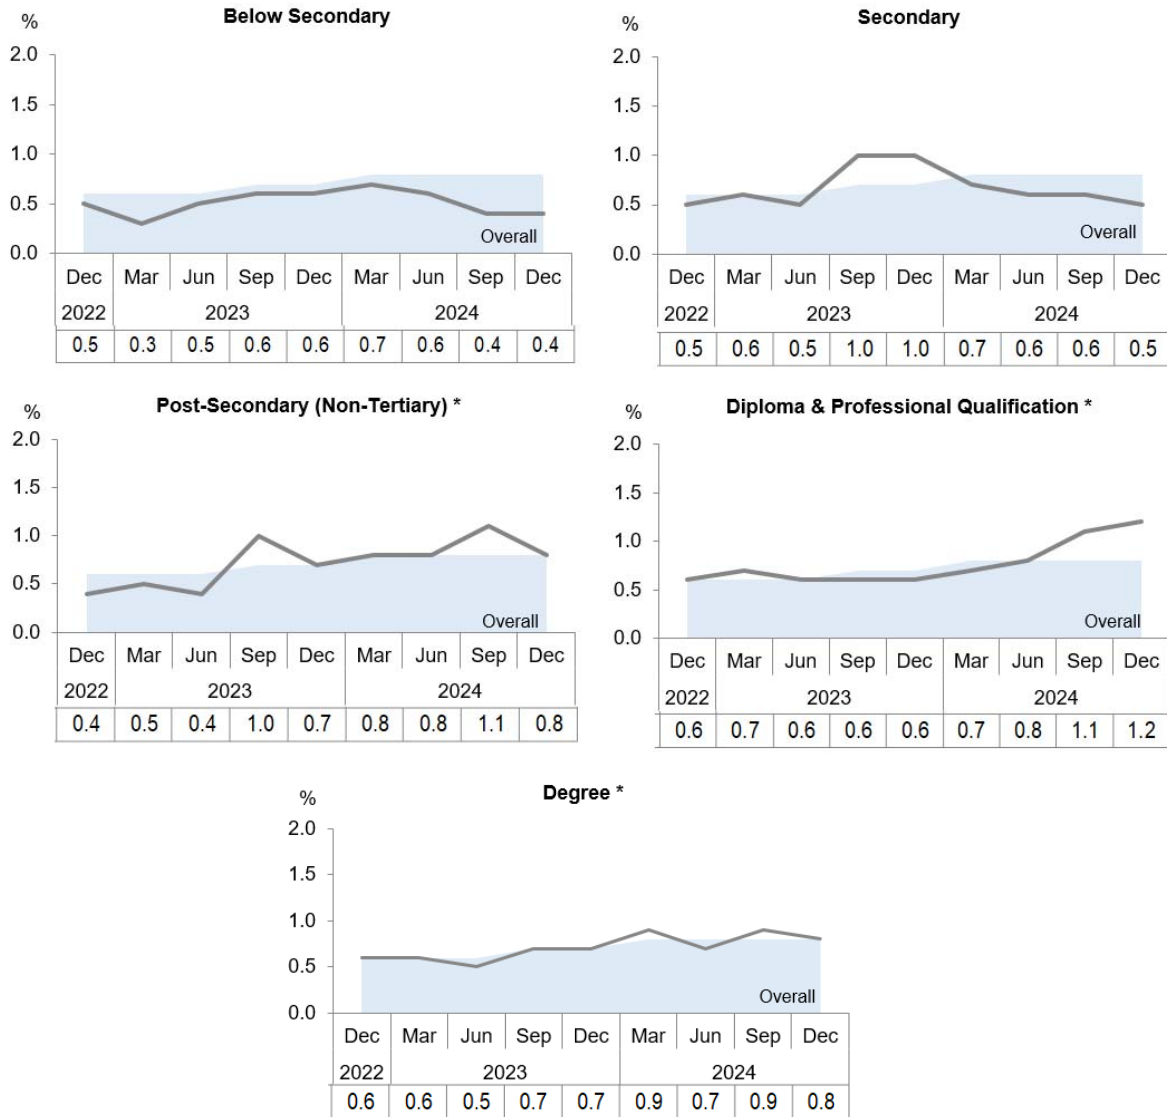 Below Secondary
%
2.0
1.5
1.0
0.5
0.0
Overall
Dec Mar Jun Sep Dec Mar Jun Sep Dec
2022 2023 2024
0.5 0.3 0.5 0.6 0.6 0.7 0.6 0.4 0.4
Secondary
%
2.0
1.5
1.0
0.5
0.0
Overall
Dec Mar Jun Sep Dec Mar Jun Sep Dec
2022 2023 2024
0.5 0.6 0.5 1.0 1.0 0.7 0.6 0.6 0.5
Post-Secondary (Non-Tertiary) *
%
2.0
1.5
1.0
0.5
0.0
Overall
Dec Mar Jun Sep Dec Mar Jun Sep Dec
2022 2023 2024
0.4 0.5 0.4 1.0 0.7 0.8 0.8 1.1 0.8
Diploma & Professional Qualification *
%
2.0
1.5
1.0
0.5
0.0
Overall
Dec Mar Jun Sep Dec Mar Jun Sep Dec
2022 2023 2024
0.6 0.7 0.6 0.6 0.6 0.7 0.8 1.1 1.2
Degree *
%
2.0
1.5
1.0
0.5
0.0
Overall
Dec Mar Jun Sep Dec Mar Jun Sep Dec
2022 2023 2024
0.6 0.6 0.5 0.7 0.7 0.9 0.7 0.9 0.8